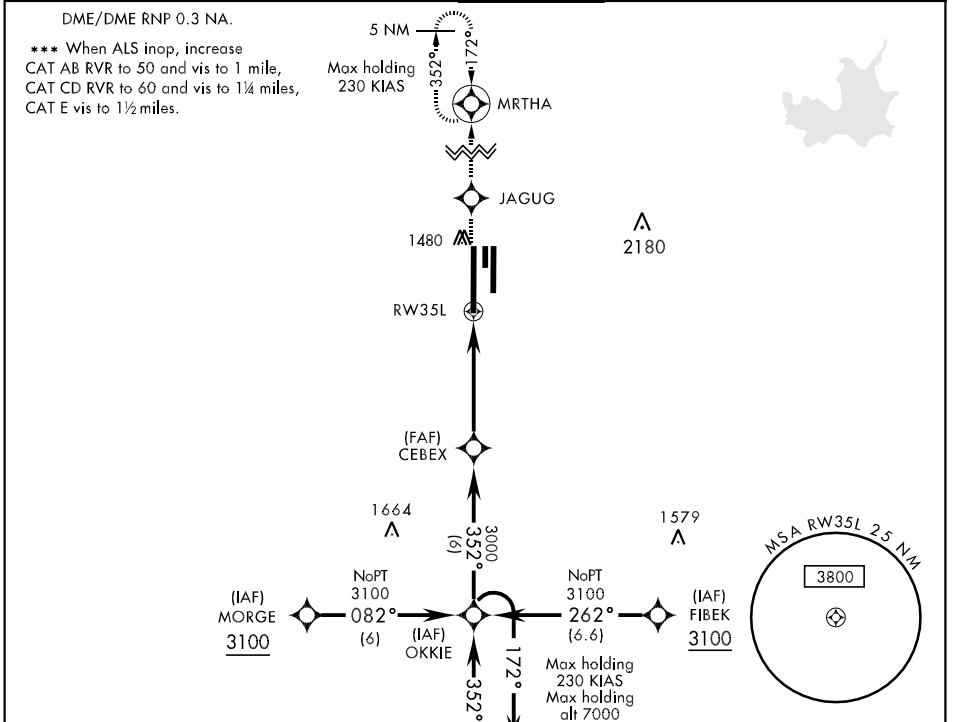 DME/DME RNP 0.3 NA.
*** When ALS inop, increase
CAT AB RVR to 50 and vis to 1 mile,
CAT CD RVR to 60 and vis to 1¼ miles,
CAT E vis to 1½ miles.
5 NM
352°
172°
Max holding
230 KIAS
MRTHA
JAGUG
1480
2180
RW35L
(FAF)
CEBEX
1664
1579
3000
352°
(6)
MSA RW35L 25 NM
3800
(IAF)
MORGE
3100
NoPT
3100
082°
(6)
(IAF)
OKKIE
NoPT
3100
262°
(6.6)
(IAF)
FIBEK
3100
352°
172°
Max holding
230 KIAS
Max holding
alt 7000